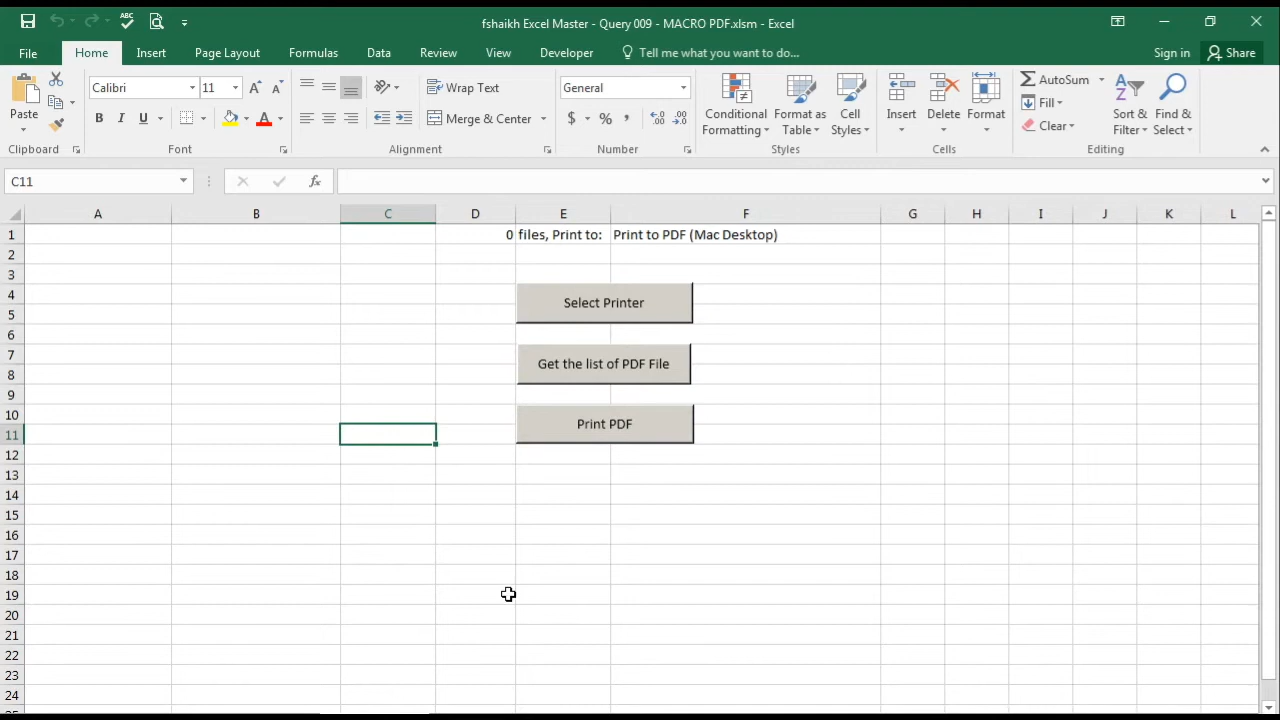 ABC
fshaikh Excel Master - Query 009 - MACRO PDF.xlsm - Excel
File Home Insert Page Layout Formulas Data Review View Developer Tell me what you want to do... Sign in Share
Paste
Clipboard
Calibri 11
B I U A
Font
Wrap Text
Merge & Center
Alignment
General
$ % ,
Number
Conditional Formatting
Format as Table
Cell Styles
Styles
Insert Delete Format
Cells
AutoSum
Fill
Clear
Sort & Filter
Find & Select
Editing
C11
fx
A B C D E F G H I J K L
1 0 files, Print to: Print to PDF (Mac Desktop)
2
3
4
Select Printer
5
6
7
Get the list of PDF File
8
9
10
Print PDF
11
12
13
14
15
16
17
18
19
20
21
22
23
24